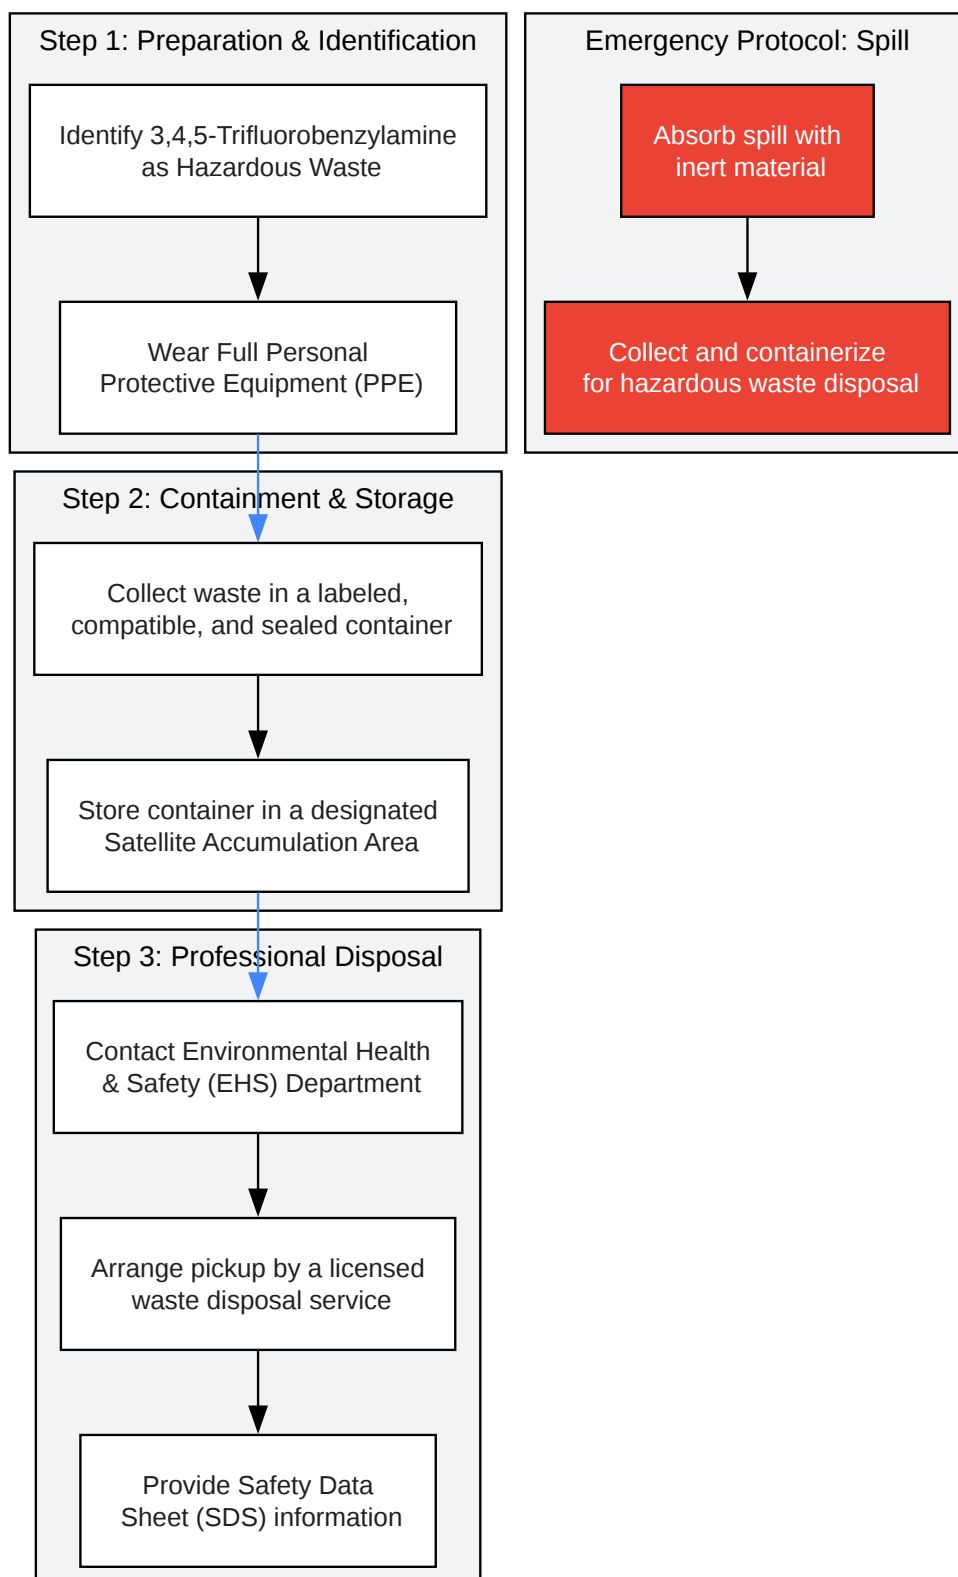 Step 1: Preparation & Identification
Identify 3,4,5-Trifluorobenzylamine
as Hazardous Waste
Wear Full Personal
Protective Equipment (PPE)
Step 2: Containment & Storage
Collect waste in a labeled,
compatible, and sealed container
Store container in a designated
Satellite Accumulation Area
Step 3: Professional Disposal
Contact Environmental Health
& Safety (EHS) Department
Arrange pickup by a licensed
waste disposal service
Provide Safety Data
Sheet (SDS) information
Emergency Protocol: Spill
Absorb spill with
inert material
Collect and containerize
for hazardous waste disposal